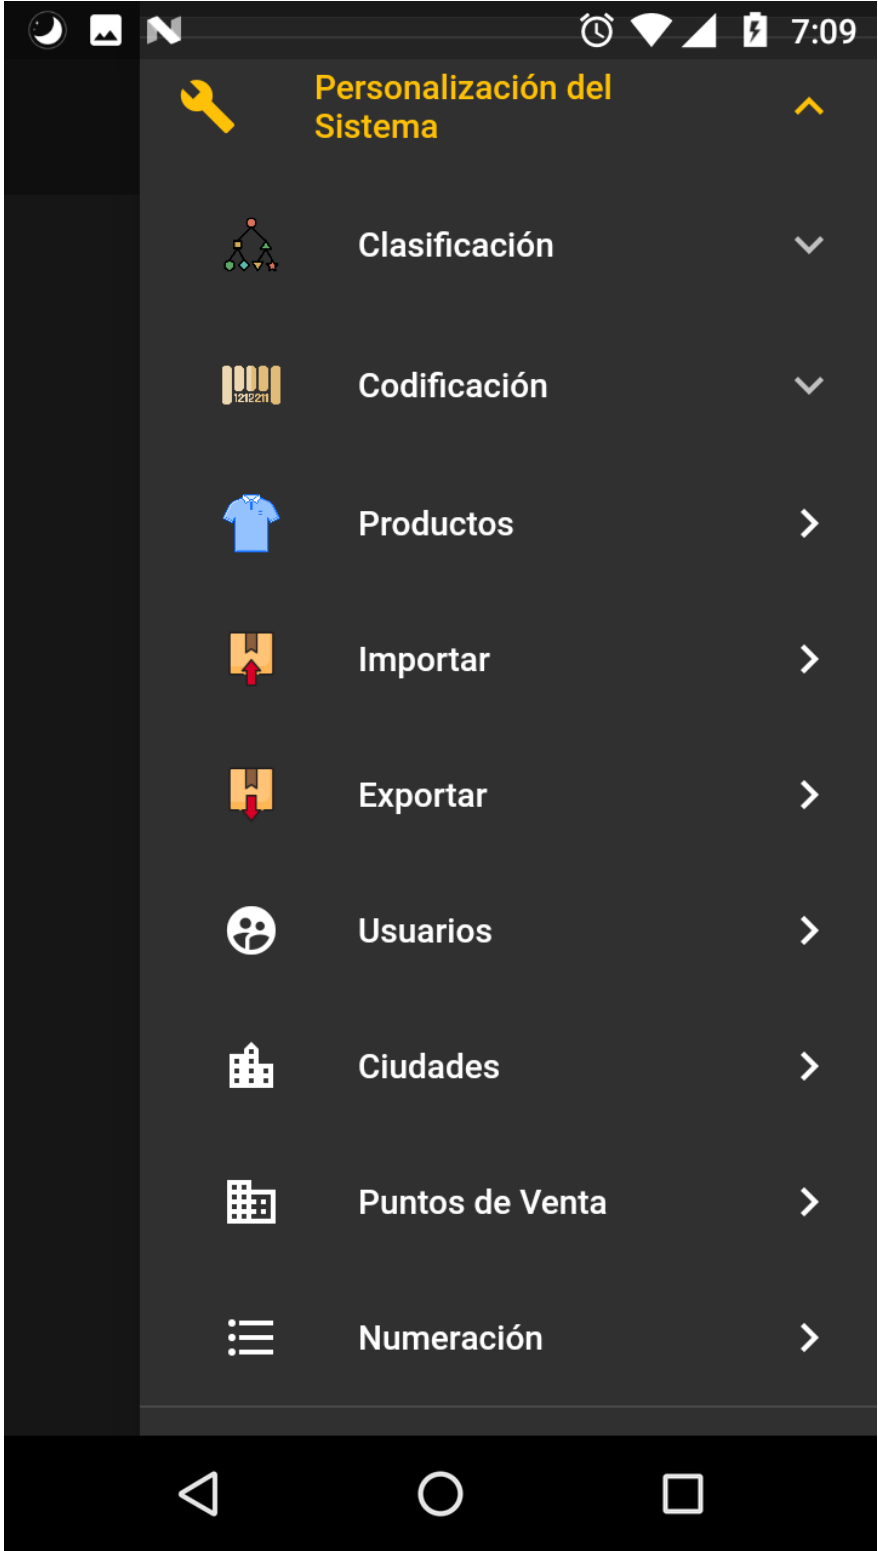 7:09
Personalización del
Sistema
Clasificación
1212211
Codificación
Productos
Importar
Exportar
Usuarios
Ciudades
Puntos de Venta
Numeración